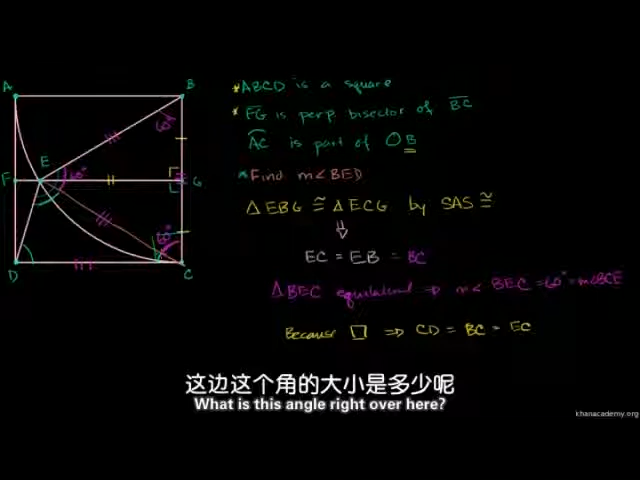 A
B
*ABCD is a square
* FG is perp. bisector of BC
60°
AC is part of ⊙B
E
60°
F
G
*Find m∠BED
ΔEBG ≅ ΔECG by SAS ≅
⇓
60°
EC = EB = BC
D
C
ΔBEC equilateral ⇒ m∠BEC = 60° = m∠BCE
Because □ ⇒ CD = BC = EC
这边这个角的大小是多少呢
What is this angle right over here?
khanacademy.org